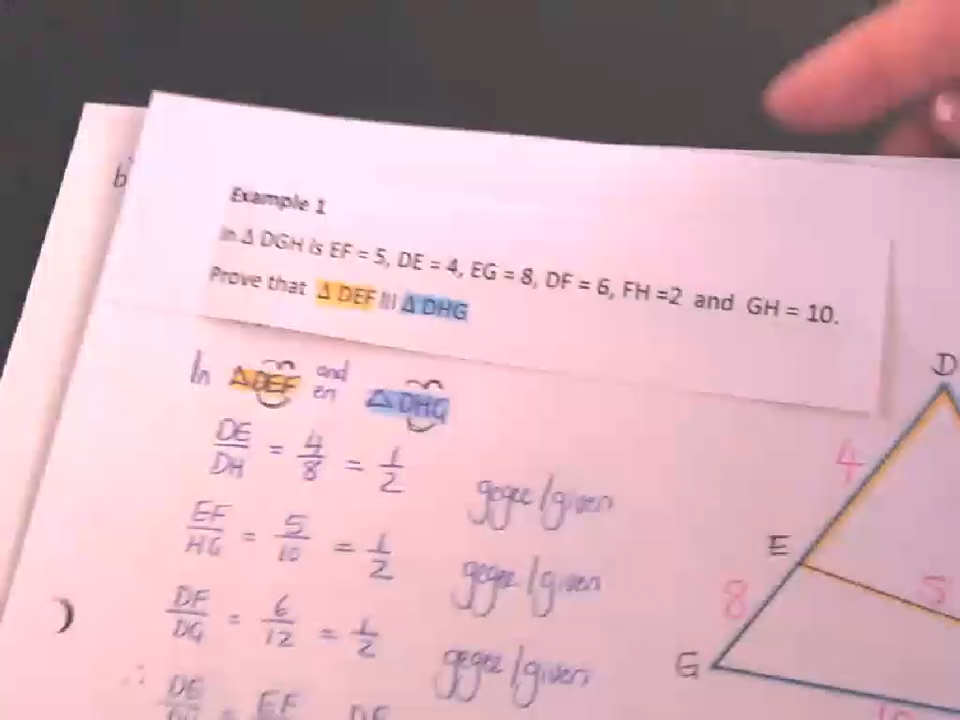 b
Example 1
In Δ DGH is EF = 5, DE = 4, EG = 8, DF = 6, FH =2 and GH = 10.
Prove that Δ DEF ||| Δ DHG
In ΔDEF and en ΔDHG
DE/DH = 4/8 = 1/2 gegee/given
EF/HG = 5/10 = 1/2 gegee/given
DF/DG = 6/12 = 1/2 gegee/given
∴ DE = EF
D
4
E
5
8
G